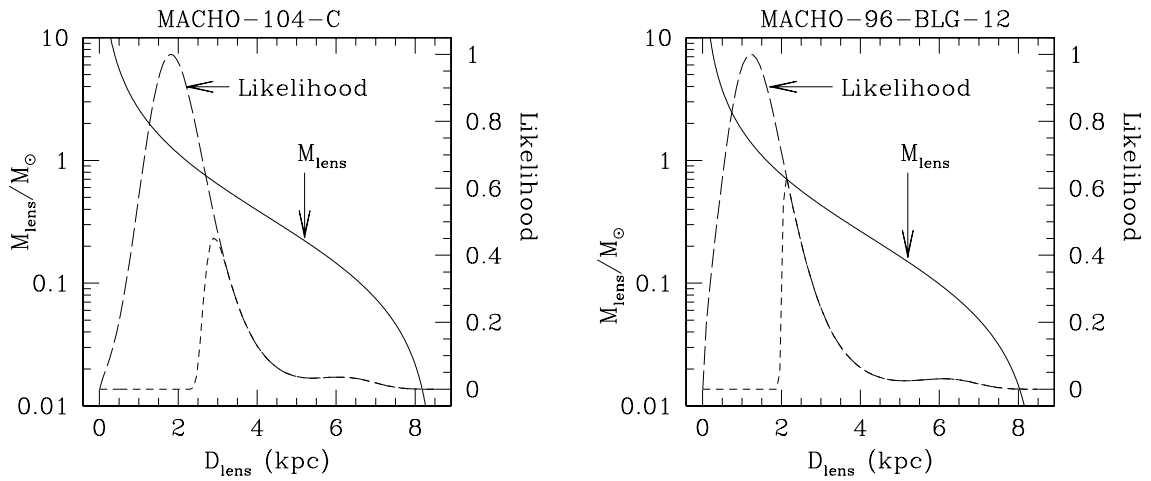 MACHO-104-C
10
1
0.1
0.01
M_lens/M_⊙
1
0.8
0.6
0.4
0.2
0
Likelihood
Likelihood
M_lens
0 2 4 6 8
D_lens (kpc)
MACHO-96-BLG-12
10
1
0.1
0.01
M_lens/M_⊙
1
0.8
0.6
0.4
0.2
0
Likelihood
Likelihood
M_lens
0 2 4 6 8
D_lens (kpc)